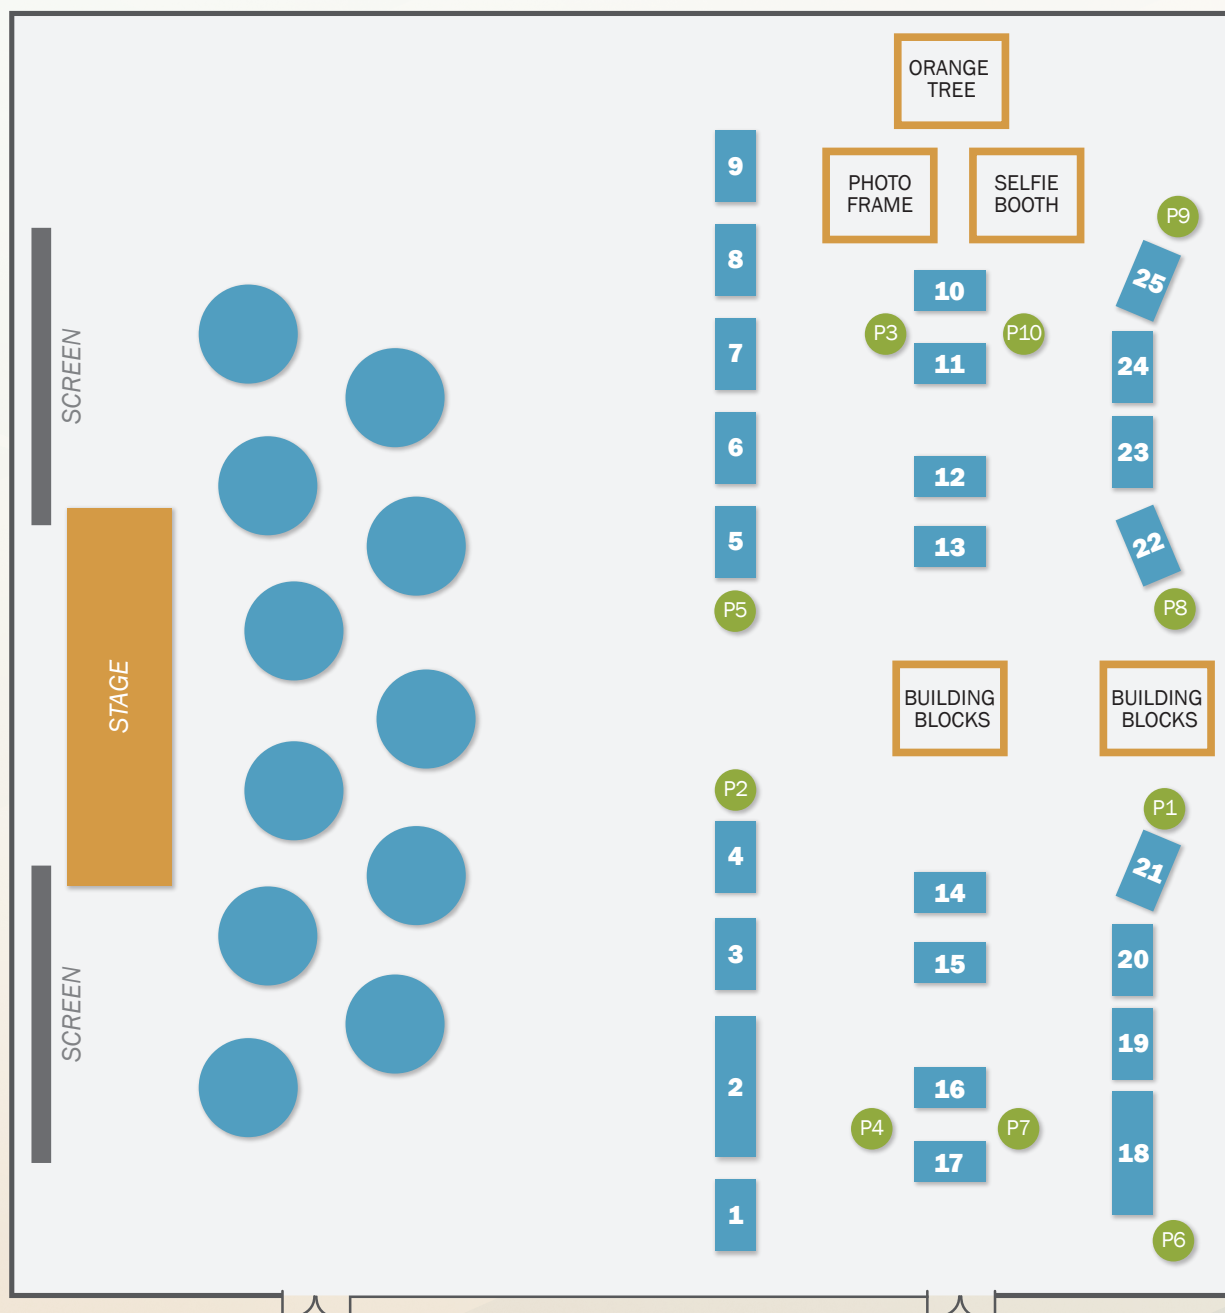 ORANGE
TREE
9
PHOTO
FRAME
SELFIE
BOOTH
P9
8
25
10
SCREEN
P3
P10
7
11
24
6
23
12
5
13
22
P5
P8
STAGE
BUILDING
BLOCKS
BUILDING
BLOCKS
P2
P1
4
21
14
3
15
20
SCREEN
19
2
16
P4
P7
18
17
1
P6